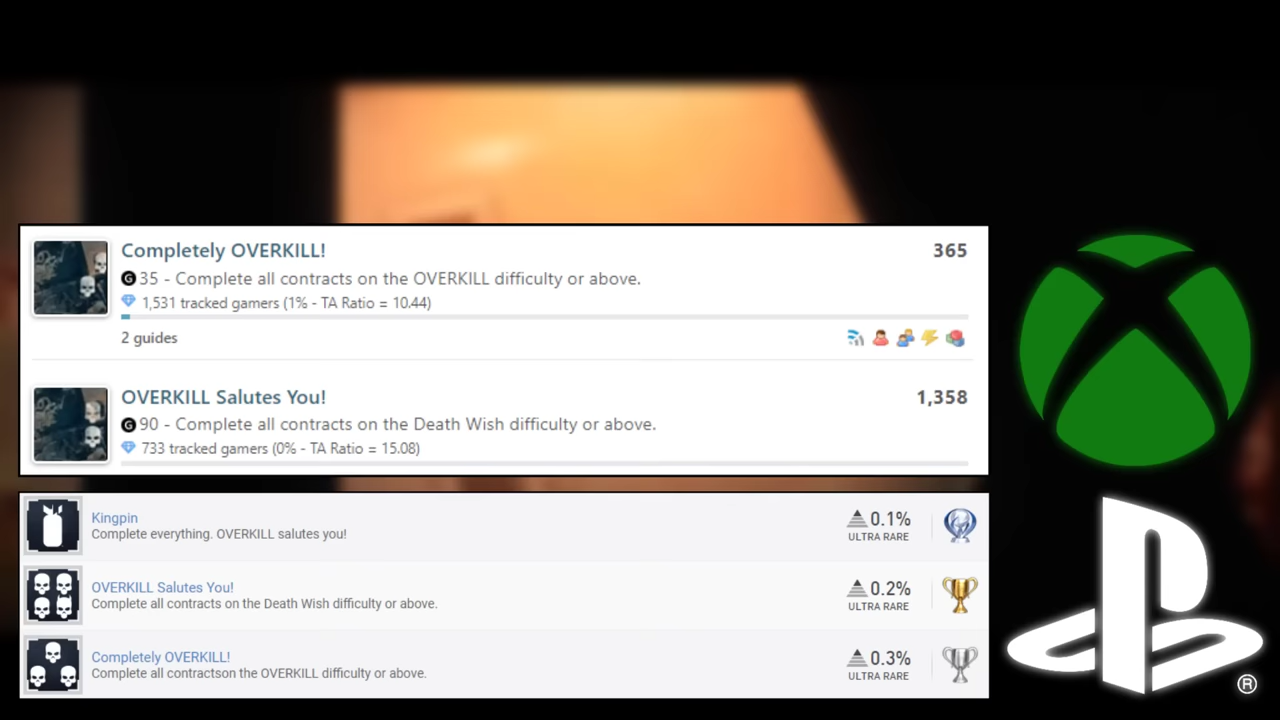 Completely OVERKILL!
365
G 35 - Complete all contracts on the OVERKILL difficulty or above.
1,531 tracked gamers (1% - TA Ratio = 10.44)
2 guides
OVERKILL Salutes You!
1,358
G 90 - Complete all contracts on the Death Wish difficulty or above.
733 tracked gamers (0% - TA Ratio = 15.08)
Kingpin
Complete everything. OVERKILL salutes you!
0.1%
ULTRA RARE
OVERKILL Salutes You!
Complete all contracts on the Death Wish difficulty or above.
0.2%
ULTRA RARE
Completely OVERKILL!
Complete all contractson the OVERKILL difficulty or above.
0.3%
ULTRA RARE
®